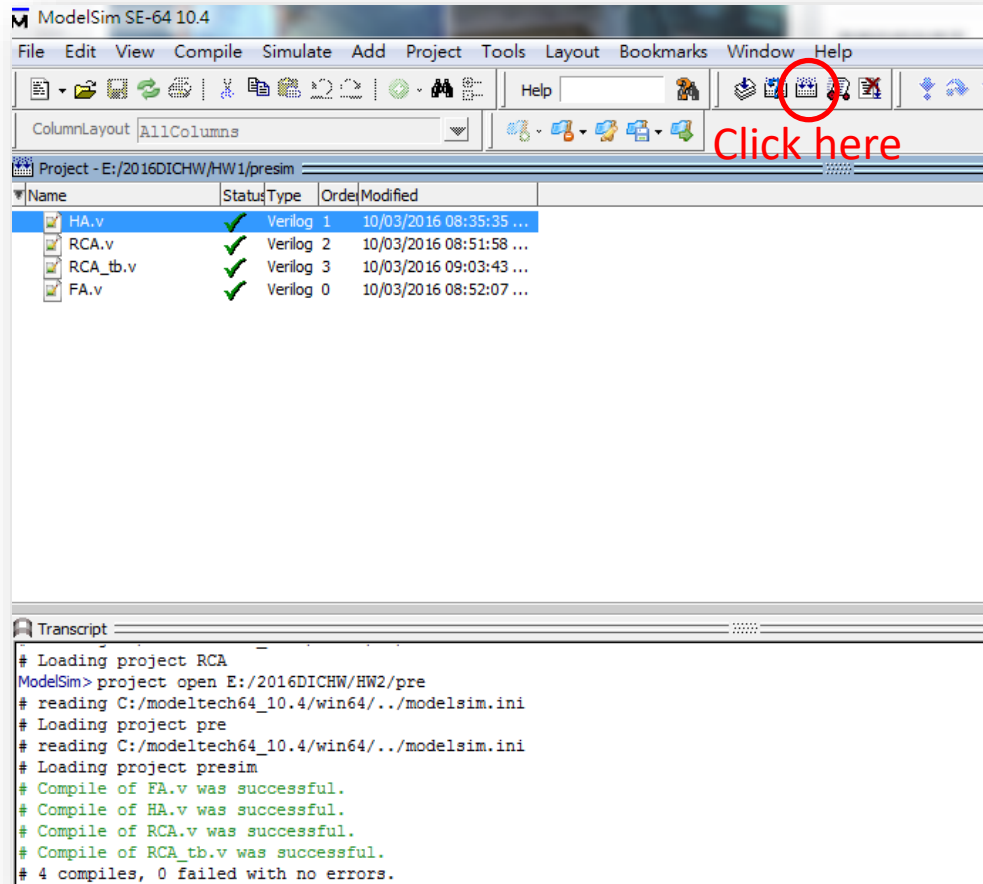 ModelSim SE-64 10.4
File Edit View Compile Simulate Add Project Tools Layout Bookmarks Window Help
Help
ColumnLayout AllColumns
Click here
Project - E:/2016DICHW/HW1/presim
Name Status Type Order Modified
HA.v Verilog 1 10/03/2016 08:35:35 ...
RCA.v Verilog 2 10/03/2016 08:51:58 ...
RCA_tb.v Verilog 3 10/03/2016 09:03:43 ...
FA.v Verilog 0 10/03/2016 08:52:07 ...
Transcript
# Loading project RCA
ModelSim> project open E:/2016DICHW/HW2/pre
# reading C:/modeltech64_10.4/win64/../modelsim.ini
# Loading project pre
# reading C:/modeltech64_10.4/win64/../modelsim.ini
# Loading project presim
# Compile of FA.v was successful.
# Compile of HA.v was successful.
# Compile of RCA.v was successful.
# Compile of RCA_tb.v was successful.
# 4 compiles, 0 failed with no errors.